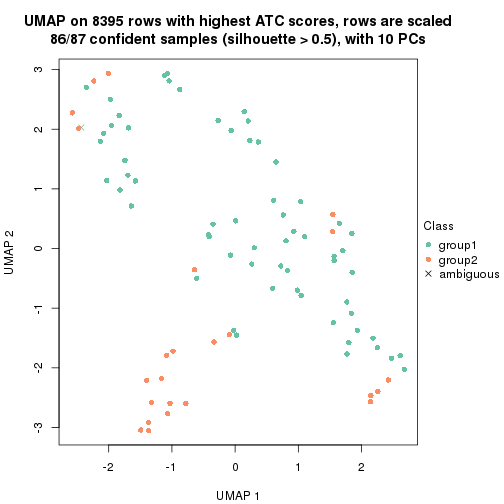 UMAP on 8395 rows with highest ATC scores, rows are scaled
86/87 confident samples (silhouette > 0.5), with 10 PCs
3
2
1
0
-1
-2
-3
UMAP 2
-2
-1
0
1
2
UMAP 1
Class
group1
group2
ambiguous